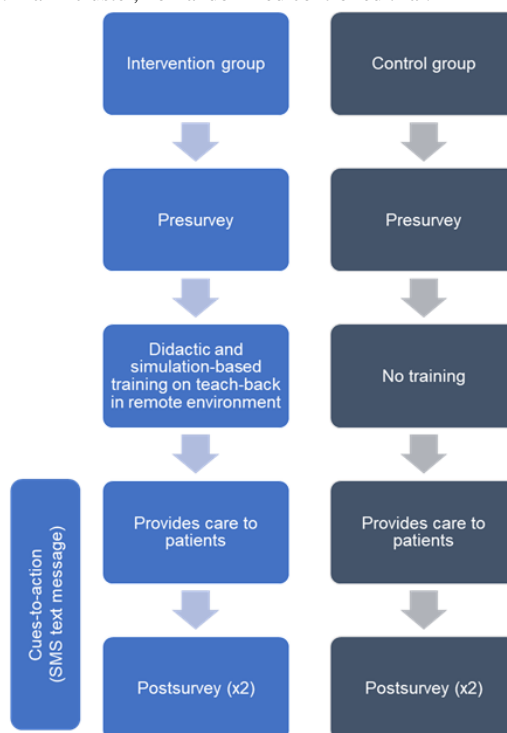 Intervention group
Control group
Presurvey
Presurvey
Didactic and
simulation-based
training on teach-back
in remote environment
No training
Cues-to-action
(SMS text message)
Provides care to
patients
Provides care to
patients
Postsurvey (x2)
Postsurvey (x2)